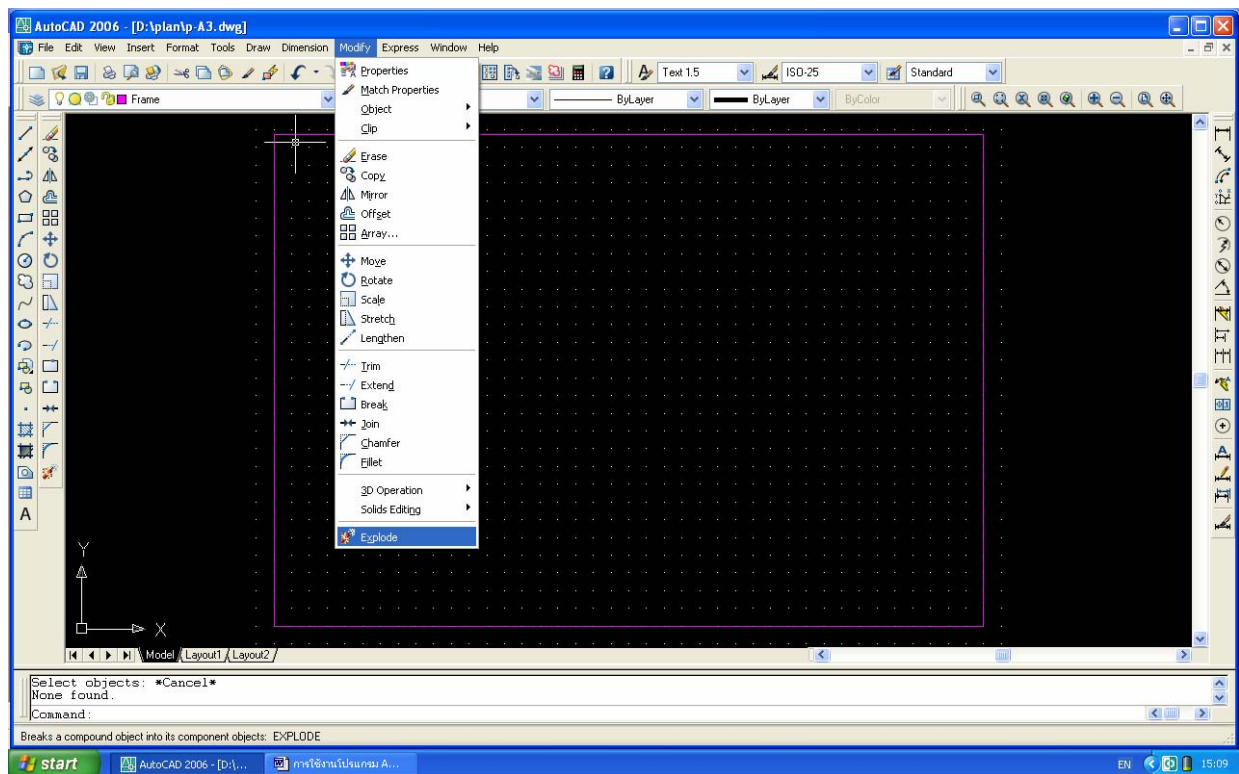 AutoCAD 2006 - [D:\plan\p-A3.dwg]
File Edit View Insert Format Tools Draw Dimension Modify Express Window Help
Text 1.5 ISO-25 Standard
Frame ByLayer ByLayer ByColor
Properties
Match Properties
Object
Clip
Erase
Copy
Mirror
Offset
Array...
Move
Rotate
Scale
Stretch
Lengthen
Trim
Extend
Break
Join
Chamfer
Fillet
3D Operation
Solids Editing
Explode
A
Y
X
Model Layout1 Layout2
Select objects: *Cancel*
None found.
Command:
Breaks a compound object into its component objects: EXPLODE
start AutoCAD 2006 - [D:\... การใช้งานโปรแกรม A... EN 15:09